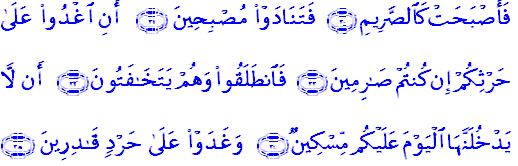 فَأَصْبَحَتْ كَالصَّرِيمِ ﴿٢٠﴾ فَتَنَادَوْا۟ مُصْبِحِينَ ﴿٢١﴾ أَنِ ٱغْدُوا۟ عَلَىٰ
حَرْثِكُمْ إِن كُنتُمْ صَـٰرِمِينَ ﴿٢٢﴾ فَٱنطَلَقُوا۟ وَهُمْ يَتَخَـٰفَتُونَ ﴿٢٣﴾ أَن لَّا
يَدْخُلَنَّهَا ٱلْيَوْمَ عَلَيْكُم مِّسْكِينٌ ﴿٢٤﴾ وَغَدَوْا۟ عَلَىٰ حَرْدٍ قَـٰدِرِينَ ﴿٢٥﴾